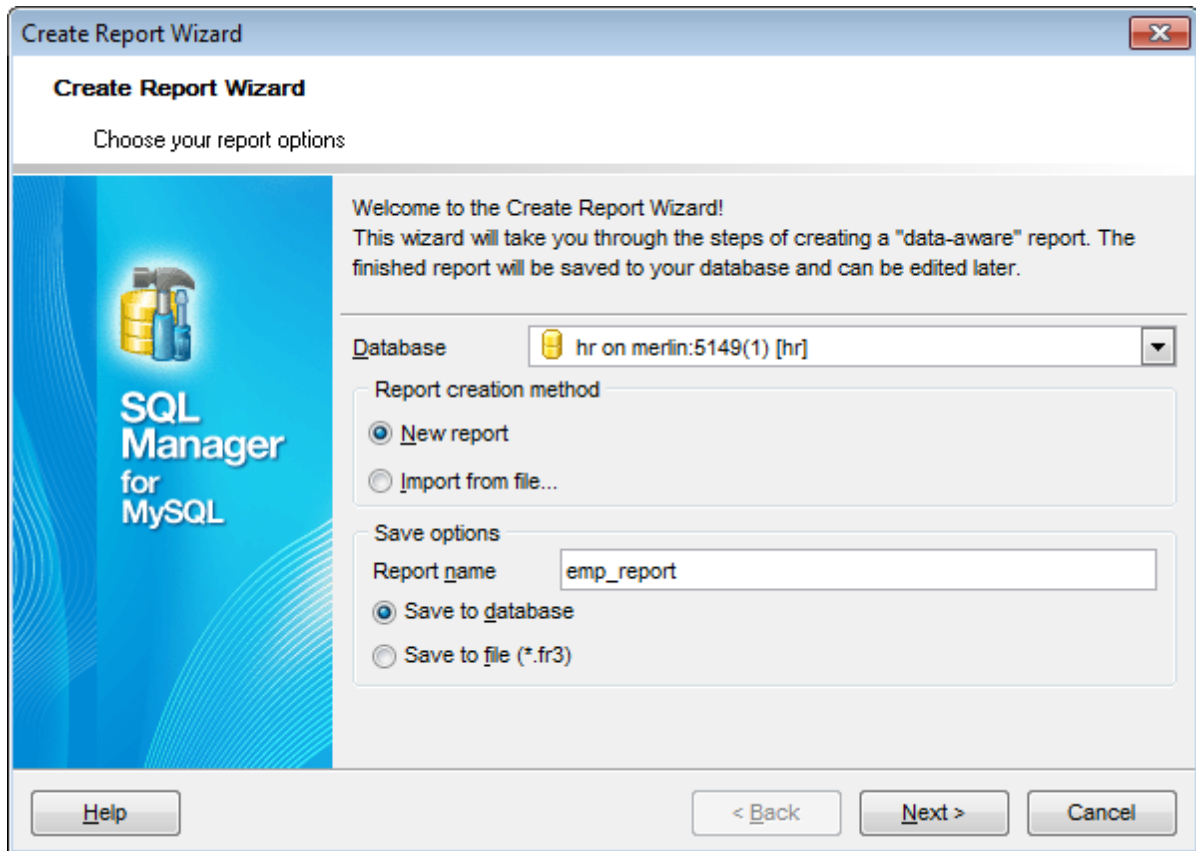 Create Report Wizard
Create Report Wizard
Choose your report options
Welcome to the Create Report Wizard!
This wizard will take you through the steps of creating a "data-aware" report. The
finished report will be saved to your database and can be edited later.
SQL
Manager
for
MySQL
Database hr on merlin:5149(1) [hr]
Report creation method
New report
Import from file...
Save options
Report name emp_report
Save to database
Save to file (*.fr3)
Help < Back Next > Cancel